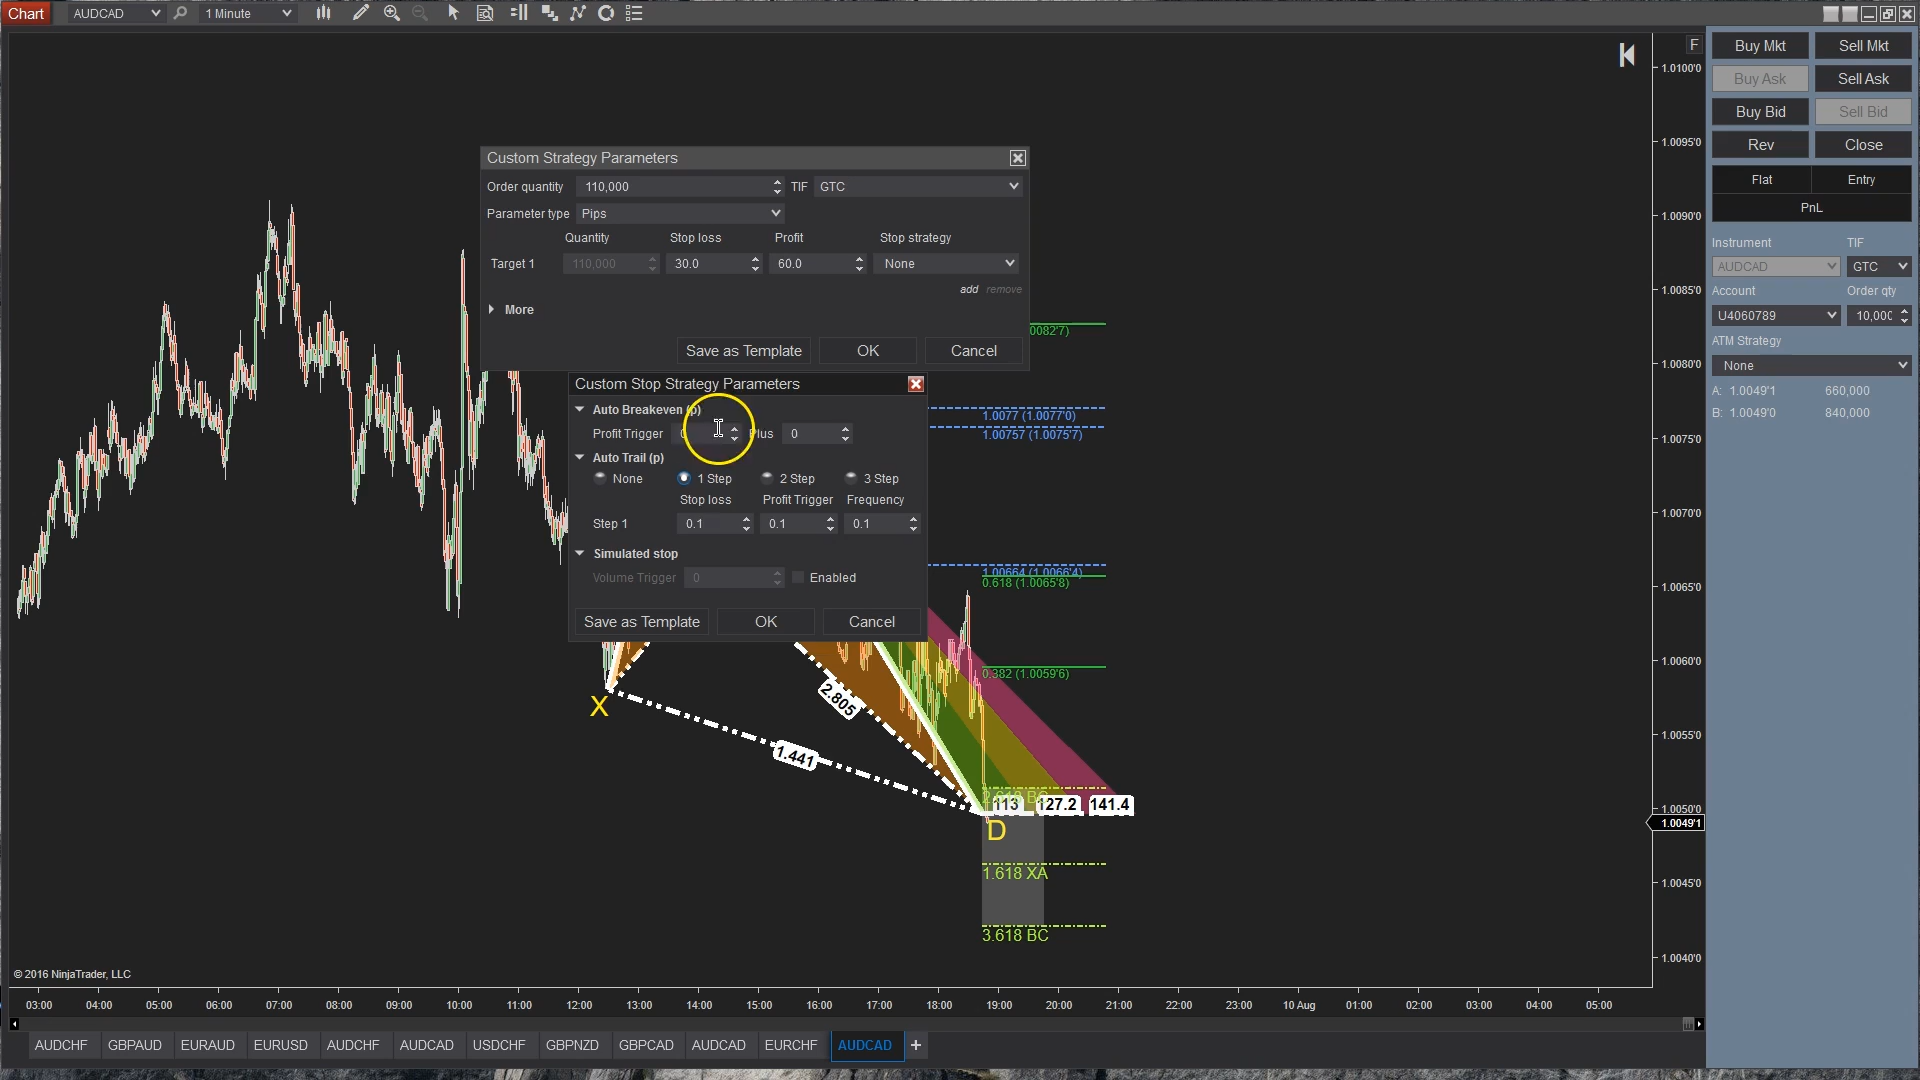 Chart AUDCAD 1 Minute
F
1.0100'0
1.0095'0
1.0090'0
1.0085'0
1.0080'0
1.0075'0
1.0070'0
1.0065'0
1.0060'0
1.0055'0
1.0050'0
1.0049'1
1.0045'0
1.0040'0
Buy Mkt Sell Mkt
Buy Ask Sell Ask
Buy Bid Sell Bid
Rev Close
Flat Entry
PnL
Instrument TIF
AUDCAD GTC
Account Order qty
U4060789 10,000
ATM Strategy
None
A: 1.0049'1 660,000
B: 1.0049'0 840,000
Custom Strategy Parameters
Order quantity 110,000 TIF GTC
Parameter type Pips
Quantity Stop loss Profit Stop strategy
Target 1 110,000 30.0 60.0 None
add remove
More
Save as Template OK Cancel
0082'7)
Custom Stop Strategy Parameters
Auto Breakeven (p)
Profit Trigger 0 Plus 0
Auto Trail (p)
None 1 Step 2 Step 3 Step
Stop loss Profit Trigger Frequency
Step 1 0.1 0.1 0.1
Simulated stop
Volume Trigger 0 Enabled
Save as Template OK Cancel
1.0077 (1.0077'0)
1.00757 (1.0075'7)
1.00664 (1.0066'4)
0.618 (1.0065'8)
0.382 (1.0059'6)
X
2.805
1.441
2.618 BC
113 127.2 141.4
D
1.618 XA
3.618 BC
© 2016 NinjaTrader, LLC
03:00 04:00 05:00 06:00 07:00 08:00 09:00 10:00 11:00 12:00 13:00 14:00 15:00 16:00 17:00 18:00 19:00 20:00 21:00 22:00 23:00 10 Aug 01:00 02:00 03:00 04:00 05:00
AUDCHF GBPAUD EURAUD EURUSD AUDCHF AUDCAD USDCHF GBPNZD GBPCAD AUDCAD EURCHF AUDCAD +